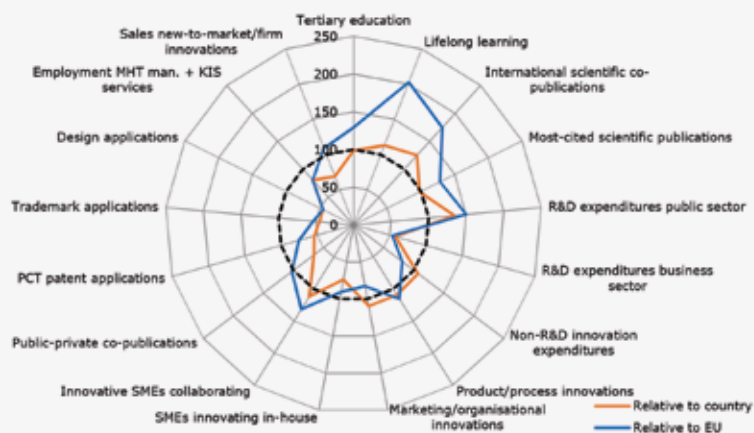 Tertiary education
250
Sales new-to-market/firm
innovations
Lifelong learning
200
Employment MHT man. + KIS
services
International scientific co-
publications
150
Design applications
Most-cited scientific publications
100
50
Trademark applications
R&D expenditures public sector
0
PCT patent applications
R&D expenditures business
sector
Public-private co-publications
Non-R&D innovation
expenditures
Innovative SMEs collaborating
Product/process innovations
SMEs innovating in-house
Marketing/organisational
innovations
Relative to country
Relative to EU